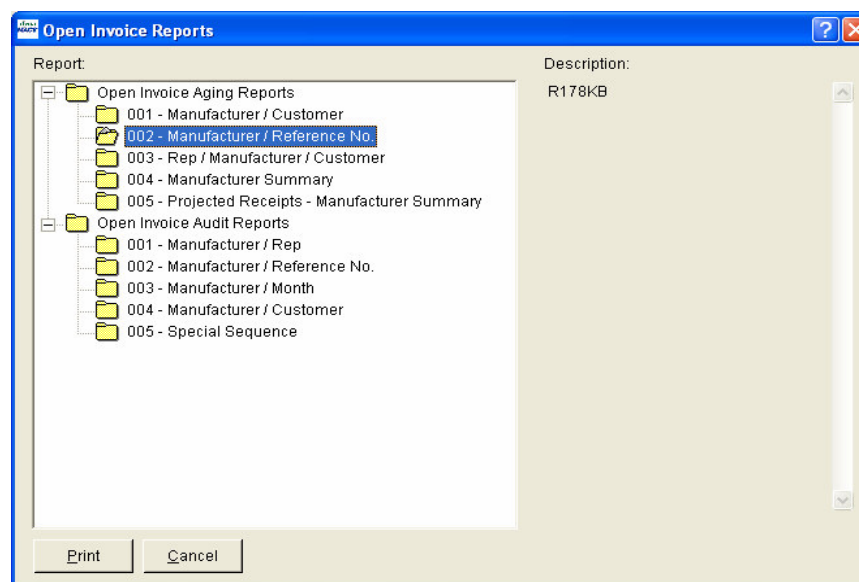 Open Invoice Reports
Report:
Description:
Open Invoice Aging Reports
R178KB
001 - Manufacturer / Customer
002 - Manufacturer / Reference No.
003 - Rep / Manufacturer / Customer
004 - Manufacturer Summary
005 - Projected Receipts - Manufacturer Summary
Open Invoice Audit Reports
001 - Manufacturer / Rep
002 - Manufacturer / Reference No.
003 - Manufacturer / Month
004 - Manufacturer / Customer
005 - Special Sequence
Print
Cancel